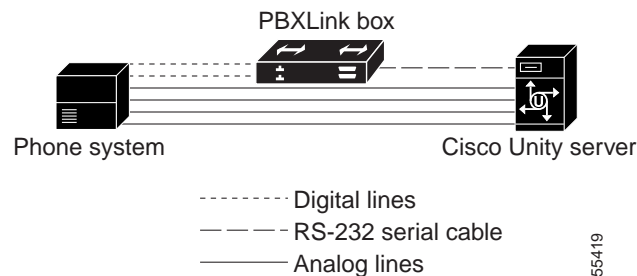 PBXLink box
Phone system
Cisco Unity server
Digital lines
RS-232 serial cable
Analog lines
55419
U